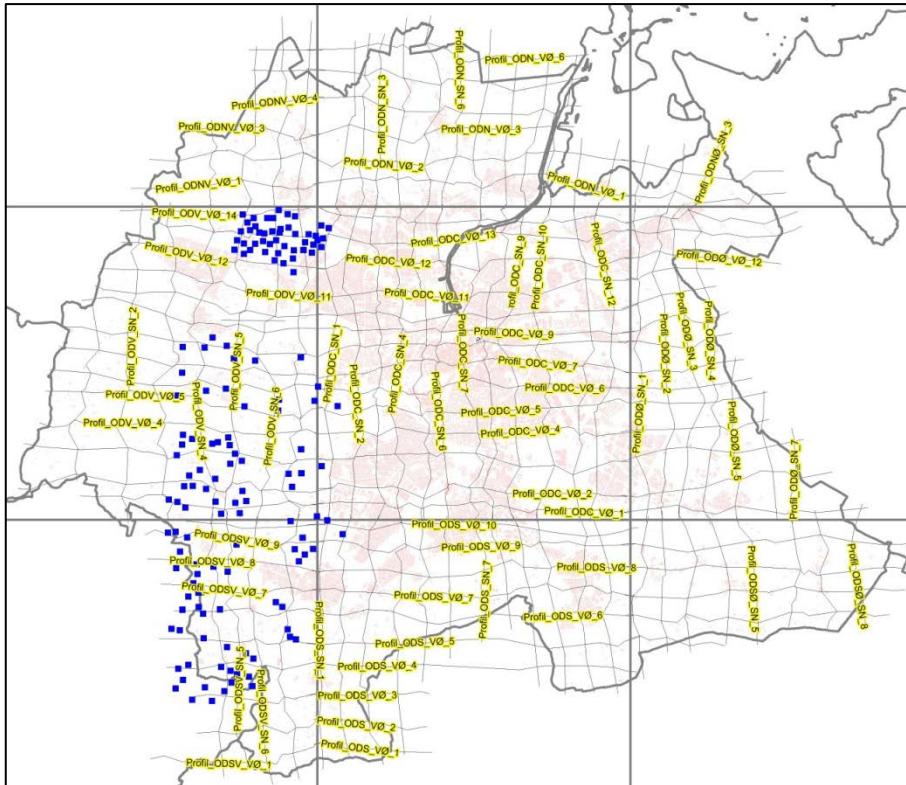 Profil_ODN_SN_6
Profil_ODN_VØ_6
Profil_ODN_SN_3
Profil_ODNV_VØ_4
Profil_ODNV_VØ_3
Profil_ODN_VØ_3
Profil_ODN_VØ_2
Profil_ODNØ_SN_3
Profil_ODNV_VØ_1
Profil_ODN_VØ_1
Profil_ODV_VØ_14
Profil_ODV_VØ_12
Profil_ODC_VØ_13
Profil_ODC_VØ_12
rofil_ODC_SN_9
Profil_ODC_SN_10
Profil_ODC_SN_12
Profil_ODØ_VØ_12
Profil_ODV_VØ_11
Profil_ODC_VØ_11
Profil_ODV_SN_2
Profil_ODV_SN_5
Profil_ODC_SN_1
Profil_ODC_SN_4
Profil_ODC_SN_7
Profil_ODC_VØ_9
Profil_ODØ_SN_2
Profil_ODØ_SN_3
Profil_ODØ_SN_4
Profil_ODC_VØ_7
Profil_ODV_VØ_5
Profil_ODV_SN_4
Profil_ODV_SN_6
Profil_ODC_SN_2
Profil_ODC_SN_6
Profil_ODC_VØ_6
Profil_ODØ_SN_1
Profil_ODC_VØ_5
Profil_ODV_VØ_4
Profil_ODC_VØ_4
Profil_ODØ_SN_5
Profil_ODØ_SN_7
Profil_ODC_VØ_2
Profil_ODC_VØ_1
Profil_ODS_VØ_10
Profil_ODSV_VØ_9
Profil_ODS_VØ_9
Profil_ODSV_VØ_8
Profil_ODS_VØ_8
Profil_ODSV_VØ_7
Profil_ODS_VØ_7
Profil_ODS_SN_7
Profil_ODSØ_SN_5
Profil_ODSØ_SN_8
Profil_ODS_VØ_6
Profil_ODS_SN_1
Profil_ODS_VØ_5
Profil_ODS_VØ_4
Profil_ODSV_SN_5
Profil_ODSV_SN_6
Profil_ODS_VØ_3
Profil_ODS_VØ_2
Profil_ODS_VØ_1
Profil_ODSV_VØ_1